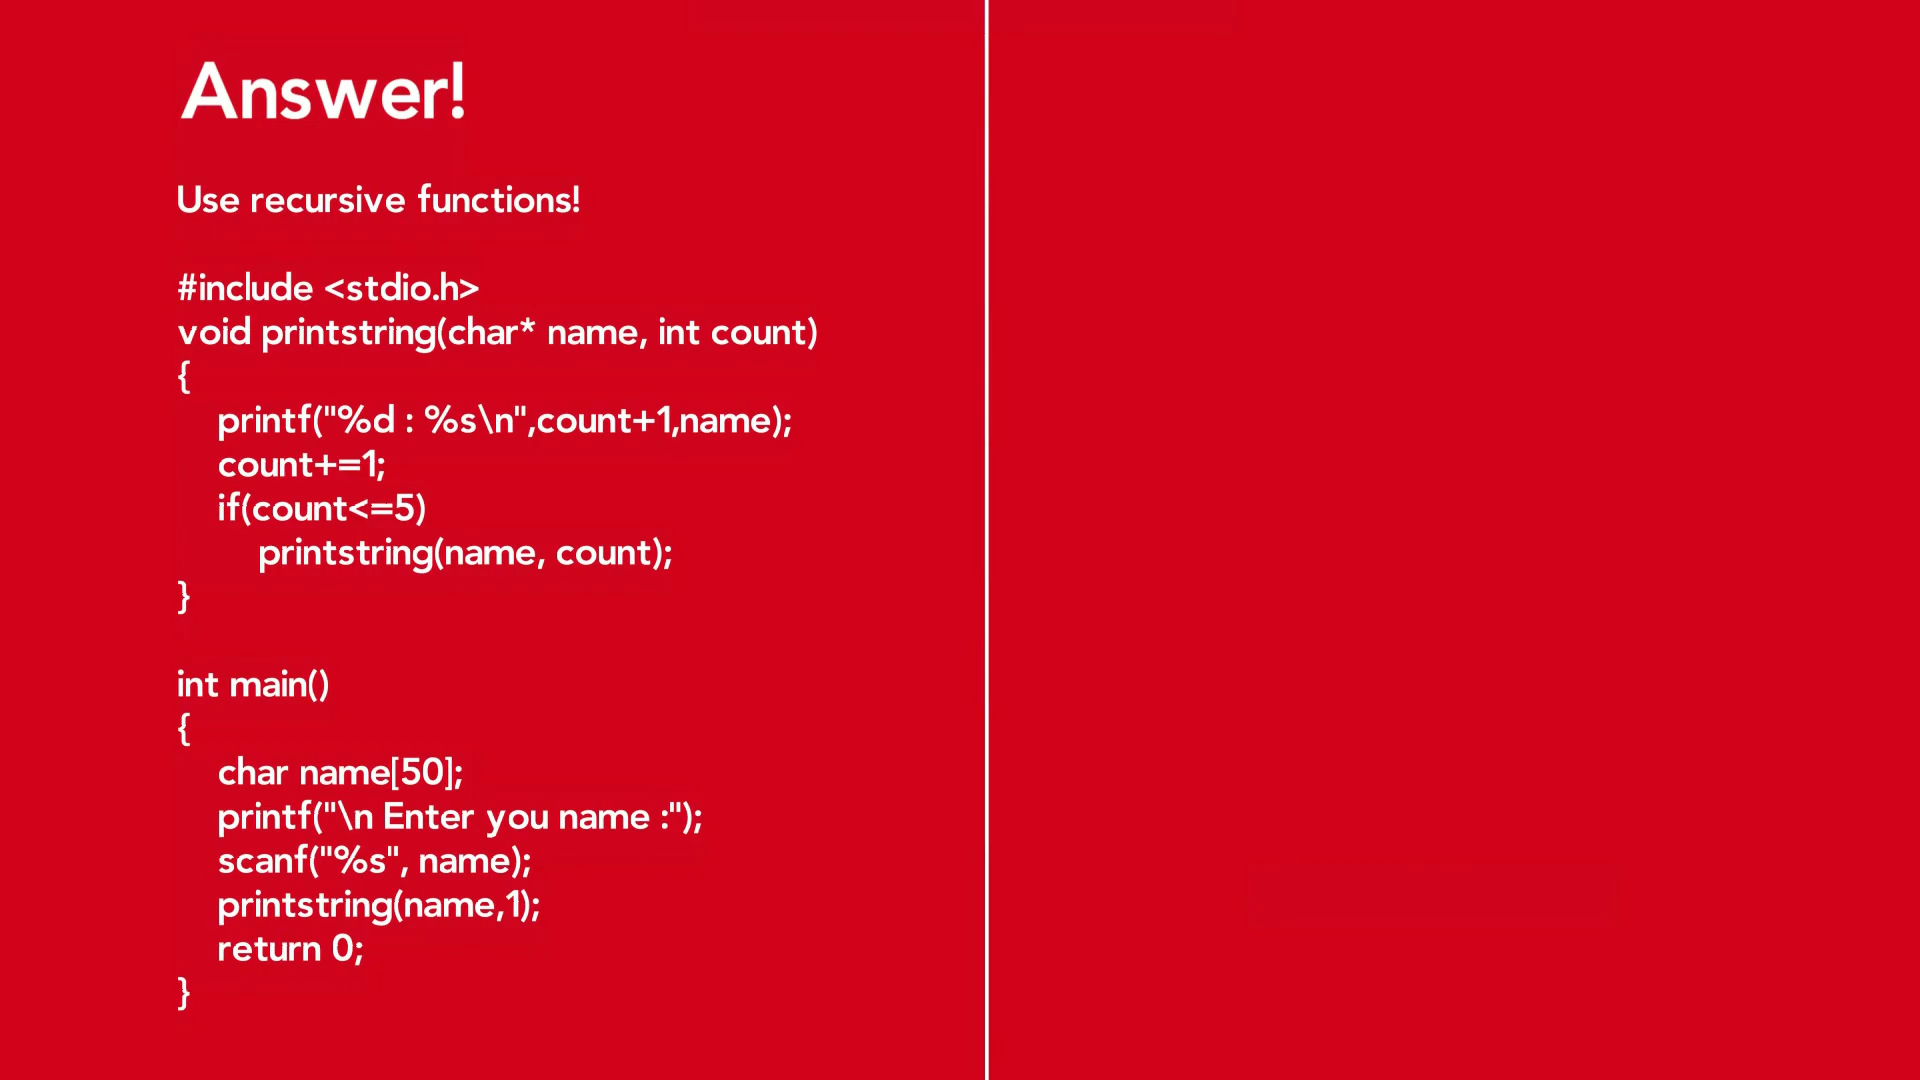 Answer!
Use recursive functions!
#include <stdio.h>
void printstring(char* name, int count)
{
printf("%d : %s\n",count+1,name);
count+=1;
if(count<=5)
printstring(name, count);
}
int main()
{
char name[50];
printf("\n Enter you name :");
scanf("%s", name);
printstring(name,1);
return 0;
}